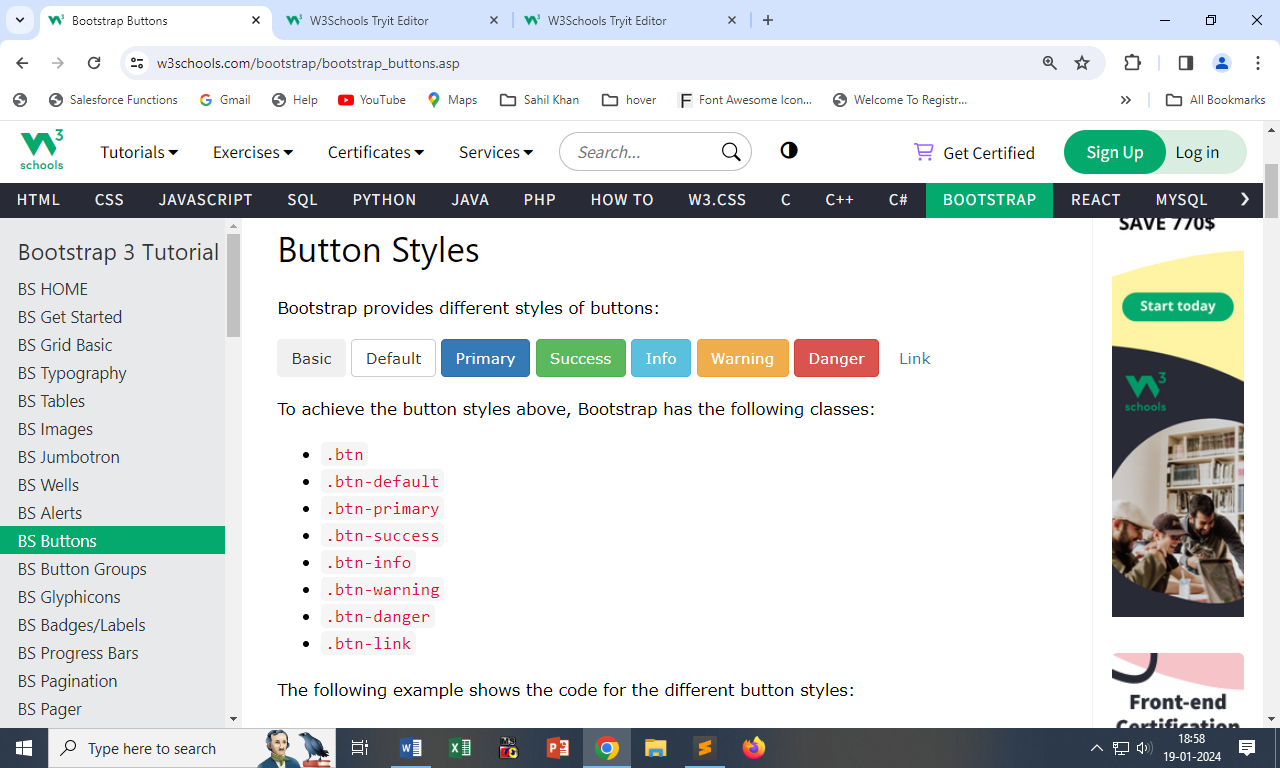 Bootstrap Buttons
W3Schools Tryit Editor
W3Schools Tryit Editor
w3schools.com/bootstrap/bootstrap_buttons.asp
Salesforce Functions
Gmail
Help
YouTube
Maps
Sahil Khan
hover
Font Awesome Icon...
Welcome To Registr...
All Bookmarks
W3 schools
Tutorials
Exercises
Certificates
Services
Search...
Get Certified
Sign Up
Log in
HTML
CSS
JAVASCRIPT
SQL
PYTHON
JAVA
PHP
HOW TO
W3.CSS
C
C++
C#
BOOTSTRAP
REACT
MYSQL
Bootstrap 3 Tutorial
BS HOME
BS Get Started
BS Grid Basic
BS Typography
BS Tables
BS Images
BS Jumbotron
BS Wells
BS Alerts
BS Buttons
BS Button Groups
BS Glyphicons
BS Badges/Labels
BS Progress Bars
BS Pagination
BS Pager
Button Styles
Bootstrap provides different styles of buttons:
Basic
Default
Primary
Success
Info
Warning
Danger
Link
To achieve the button styles above, Bootstrap has the following classes:
.btn
.btn-default
.btn-primary
.btn-success
.btn-info
.btn-warning
.btn-danger
.btn-link
The following example shows the code for the different button styles:
SAVE 770$
Start today
W3 schools
Front-end
Certification
Type here to search
18:58
19-01-2024